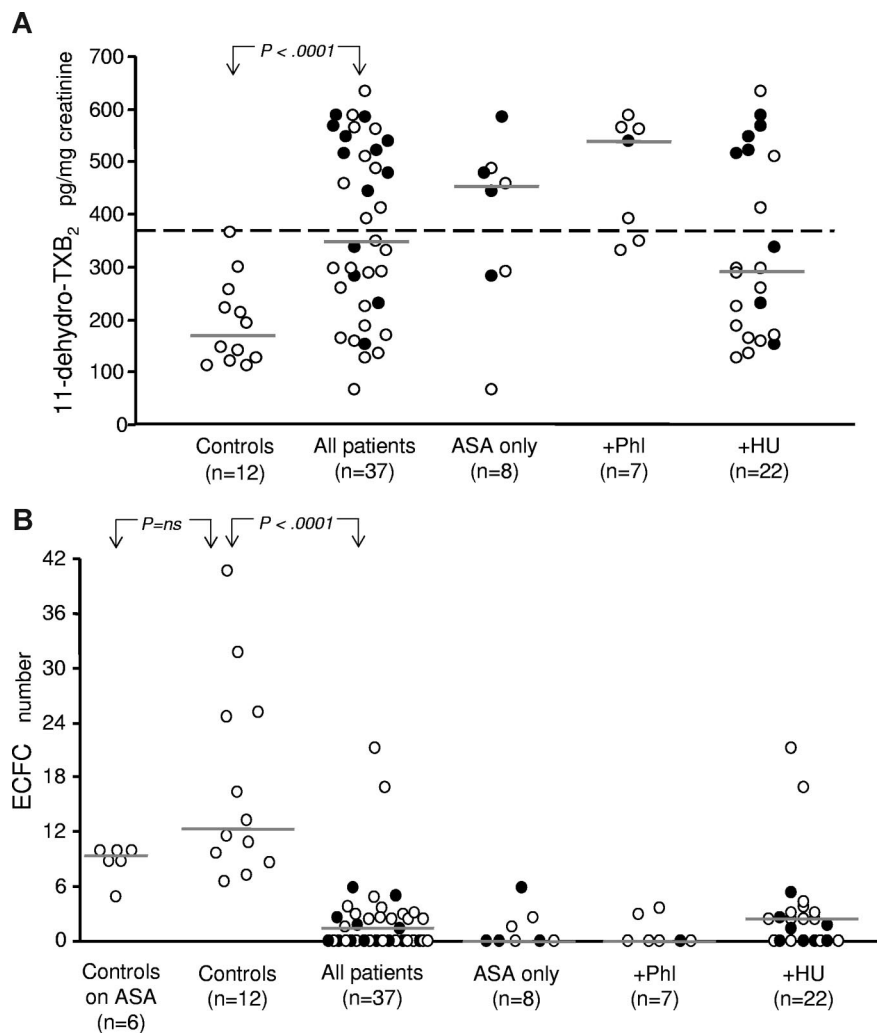 A
P < .0001
11-dehydro-TXB2 pg/mg creatinine
700
600
500
400
300
200
100
0
Controls
(n=12)
All patients
(n=37)
ASA only
(n=8)
+Phl
(n=7)
+HU
(n=22)
B
P=ns
P < .0001
ECFC number
42
36
30
24
18
12
6
0
Controls
on ASA
(n=6)
Controls
(n=12)
All patients
(n=37)
ASA only
(n=8)
+Phl
(n=7)
+HU
(n=22)